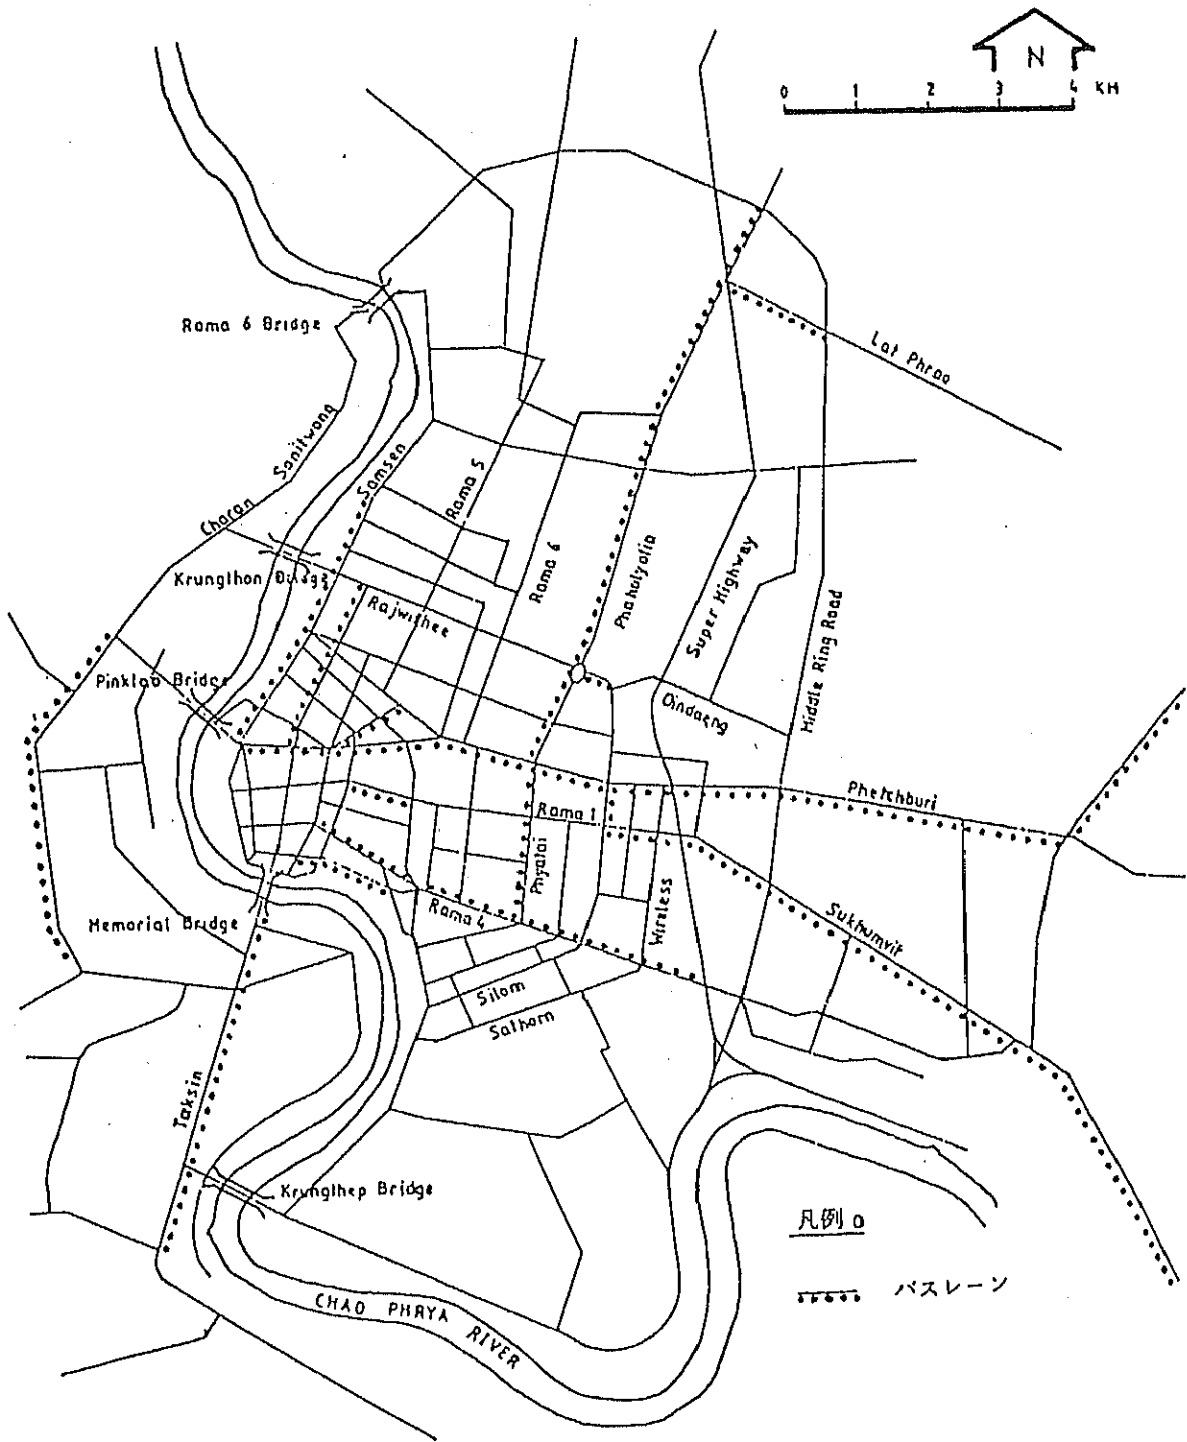 N
0 1 2 3 4 KM
Rama 6 Bridge
Lat Phrao
Charan Sanitwong
Samsen
Rama 5
Rama 6
Phaholyotin
Super Highway
Middle Ring Road
Krungthon Bridge
Rajwithee
Pinklao Bridge
Dindaeng
Phetchburi
Rama 1
Phyatai
Wireless
Rama 4
Sukhumvit
Memorial Bridge
Silom
Sathorn
Taksin
Krungthep Bridge
凡例
バスレーン
CHAO PHRYA RIVER